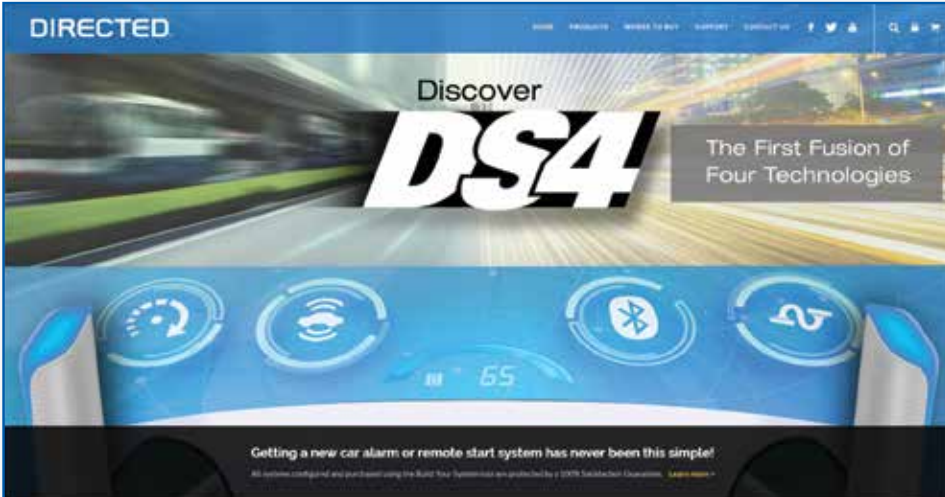 DIRECTED
HOME PRODUCTS WHERE TO BUY SUPPORT CONTACT US
Discover
DS4
The First Fusion of
Four Technologies
65
Getting a new car alarm or remote start system has never been this simple!
All systems configured and purchased using the Build Your System tool are protected by a 100% Satisfaction Guarantee. Learn more >